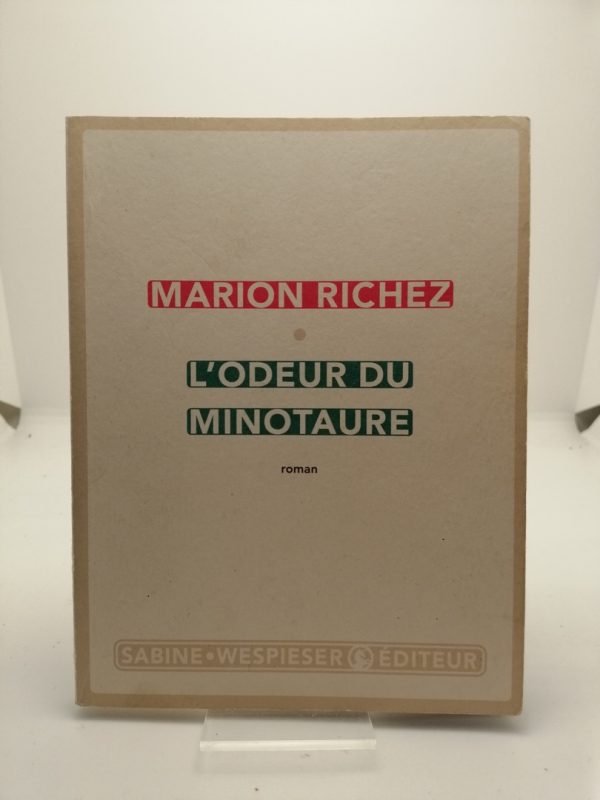 MARION RICHEZ
L'ODEUR DU
MINOTAURE
roman
SABINE • WESPIESER ÉDITEUR